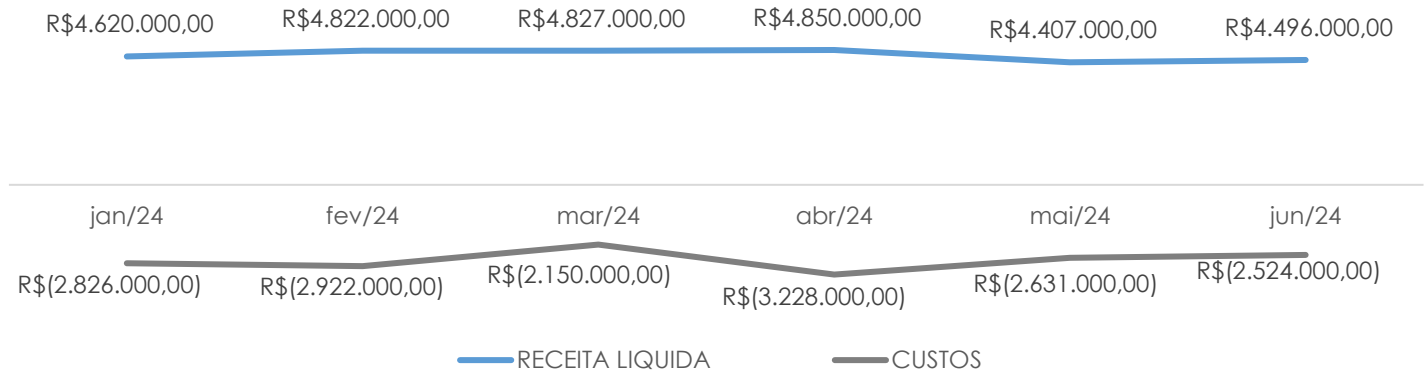 R$4.620.000,00
R$4.822.000,00
R$4.827.000,00
R$4.850.000,00
R$4.407.000,00
R$4.496.000,00
jan/24
fev/24
mar/24
abr/24
mai/24
jun/24
R$(2.826.000,00)
R$(2.922.000,00)
R$(2.150.000,00)
R$(3.228.000,00)
R$(2.631.000,00)
R$(2.524.000,00)
RECEITA LIQUIDA
CUSTOS